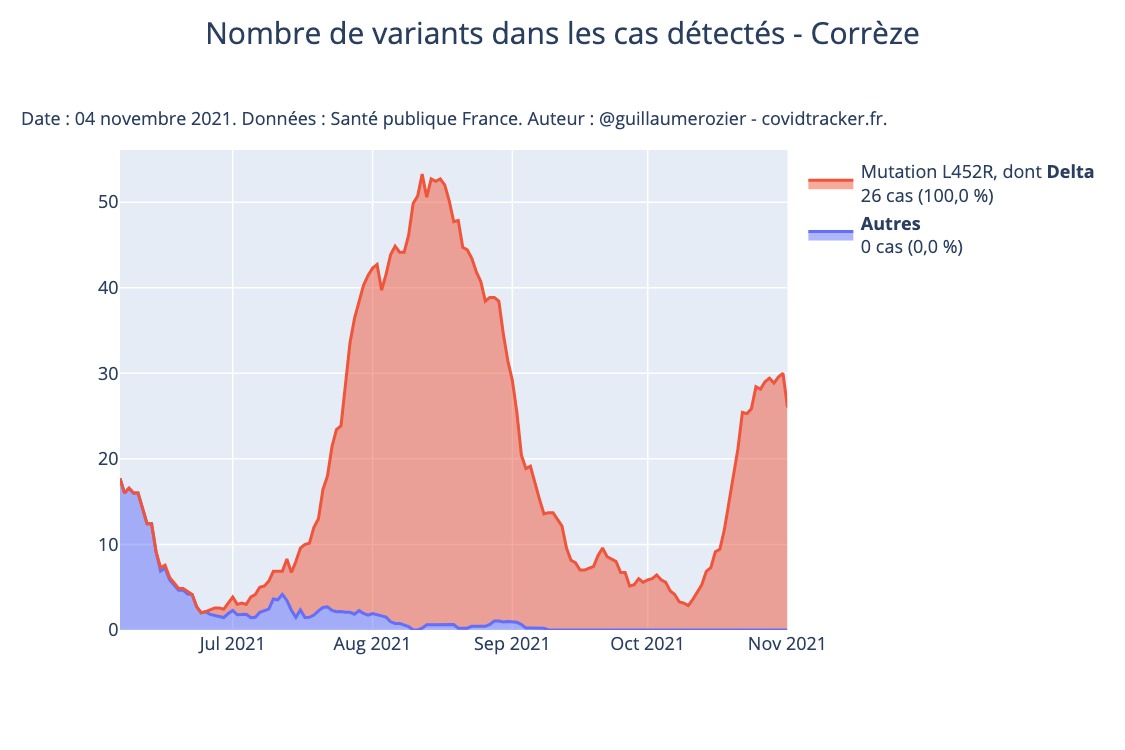 Nombre de variants dans les cas détectés - Corrèze
Date : 04 novembre 2021. Données : Santé publique France. Auteur : @guillaumerozier - covidtracker.fr.
Mutation L452R, dont Delta
26 cas (100,0 %)
Autres
0 cas (0,0 %)
50
40
30
20
10
0
Jul 2021
Aug 2021
Sep 2021
Oct 2021
Nov 2021